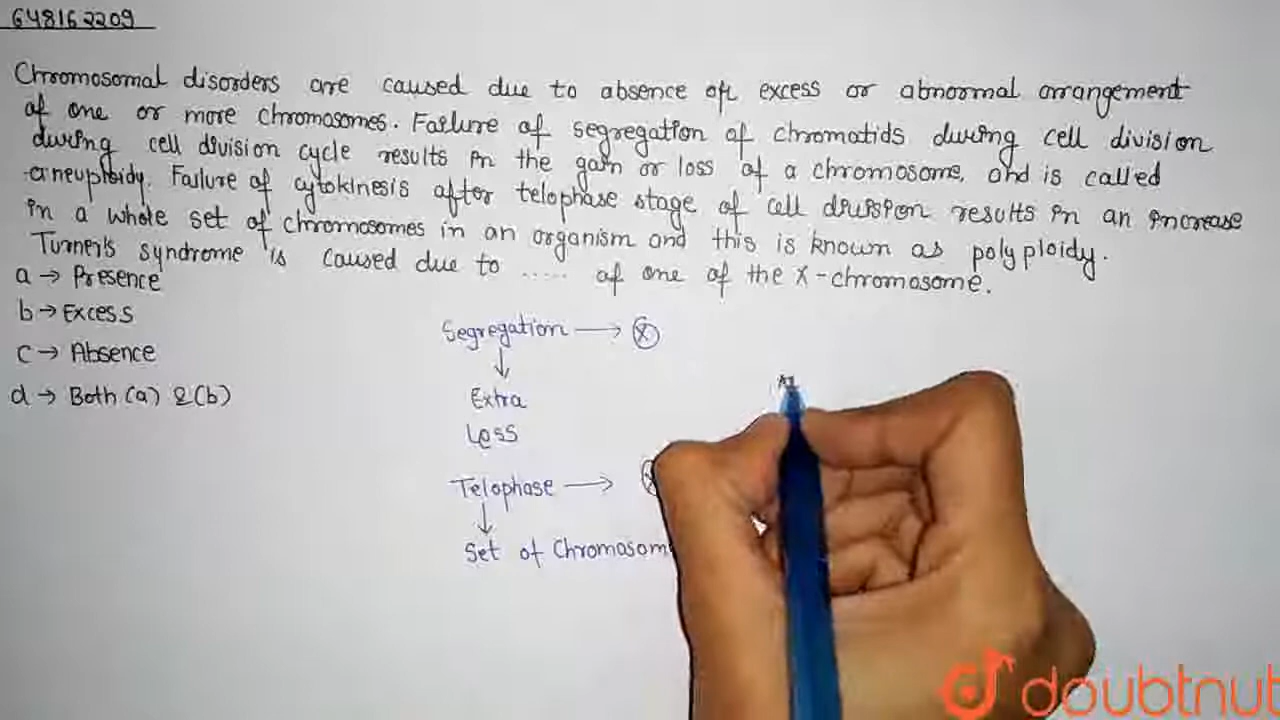 648162209
Chromosomal disorders are caused due to absence or excess or abnormal arrangement
of one or more chromosomes. Failure of segregation of chromatids during cell division
during cell division cycle results in the gain or loss of a chromosome, and is called
aneuploidy. Failure of cytokinesis after telophase stage of cell division results in an increase
in a whole set of chromosomes in an organism and this is known as polyploidy.
Turner's syndrome is caused due to ..... of one of the X-chromosome.
a → Presence
b → Excess
c → Absence
d → Both (a) & (b)
Segregation → X
↓
Extra
Loss
Telophase →
↓
Set of Chromosom
doubtnut